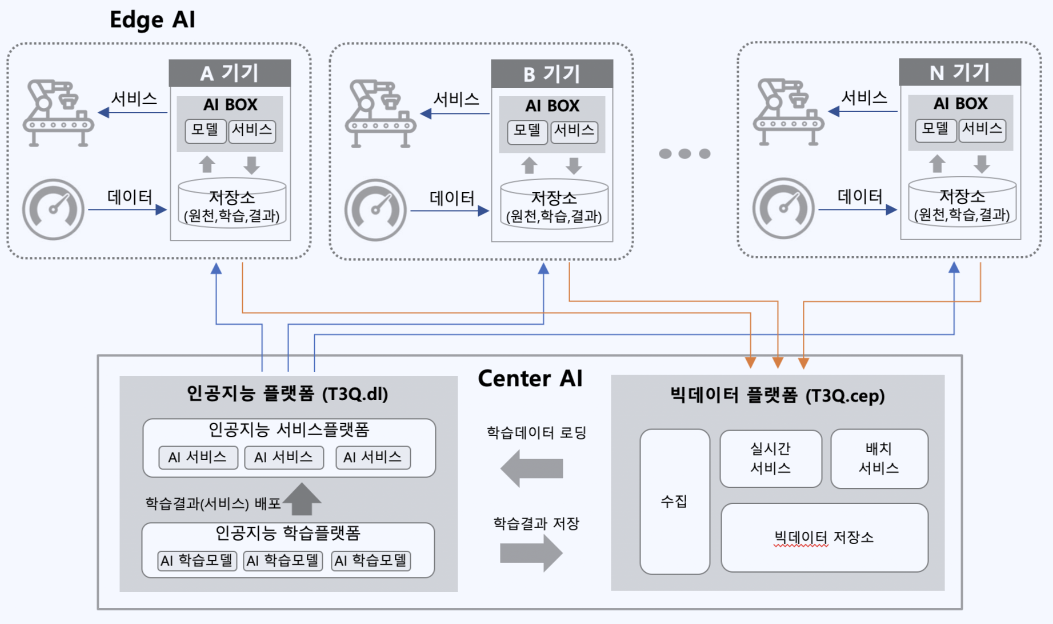 Edge AI
A 기기
AI BOX
모델
서비스
서비스
데이터
저장소
(원천,학습,결과)
B 기기
AI BOX
모델
서비스
서비스
데이터
저장소
(원천,학습,결과)
N 기기
AI BOX
모델
서비스
서비스
데이터
저장소
(원천,학습,결과)
Center AI
인공지능 플랫폼 (T3Q.dl)
인공지능 서비스플랫폼
AI 서비스
AI 서비스
AI 서비스
학습결과(서비스) 배포
인공지능 학습플랫폼
AI 학습모델
AI 학습모델
AI 학습모델
학습데이터 로딩
학습결과 저장
빅데이터 플랫폼 (T3Q.cep)
수집
실시간
서비스
배치
서비스
빅데이터 저장소